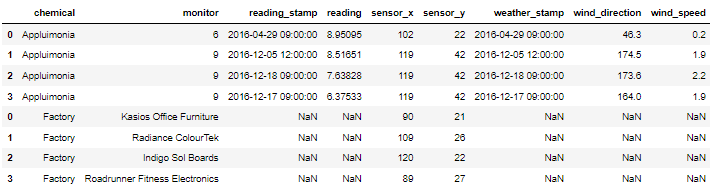 chemical monitor reading_stamp reading sensor_x sensor_y weather_stamp wind_direction wind_speed
0 Appluimonia 6 2016-04-29 09:00:00 8.95095 102 22 2016-04-29 09:00:00 46.3 0.2
1 Appluimonia 9 2016-12-05 12:00:00 8.51651 119 42 2016-12-05 12:00:00 174.5 1.9
2 Appluimonia 9 2016-12-18 09:00:00 7.63828 119 42 2016-12-18 09:00:00 173.6 2.2
3 Appluimonia 9 2016-12-17 09:00:00 6.37533 119 42 2016-12-17 09:00:00 164.0 1.9
0 Factory Kasios Office Furniture NaN NaN 90 21 NaN NaN NaN
1 Factory Radiance ColourTek NaN NaN 109 26 NaN NaN NaN
2 Factory Indigo Sol Boards NaN NaN 120 22 NaN NaN NaN
3 Factory Roadrunner Fitness Electronics NaN NaN 89 27 NaN NaN NaN